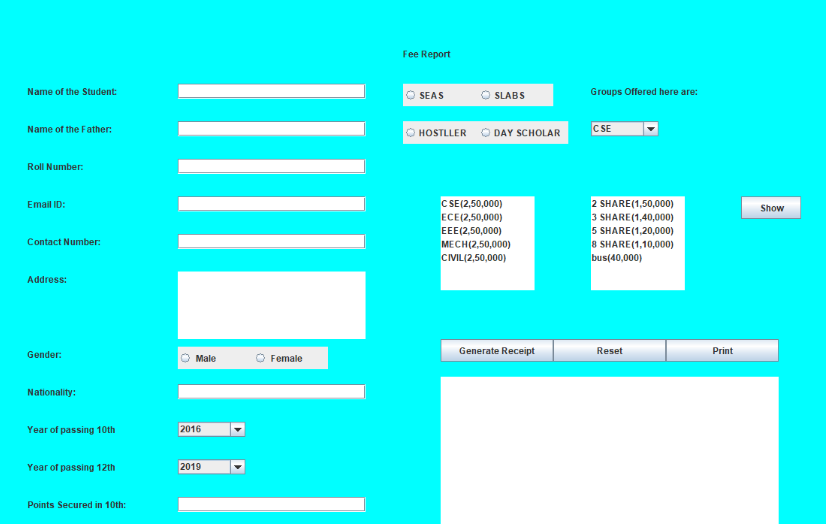 Fee Report
Name of the Student:
SEAS SLABS
Groups Offered here are:
Name of the Father:
HOSTLLER DAY SCHOLAR
CSE
Roll Number:
Email ID:
CSE(2,50,000)
ECE(2,50,000)
EEE(2,50,000)
MECH(2,50,000)
CIVIL(2,50,000)
2 SHARE(1,50,000)
3 SHARE(1,40,000)
5 SHARE(1,20,000)
8 SHARE(1,10,000)
bus(40,000)
Show
Contact Number:
Address:
Generate Receipt Reset Print
Gender:
Male Female
Nationality:
Year of passing 10th
2016
Year of passing 12th
2019
Points Secured in 10th: